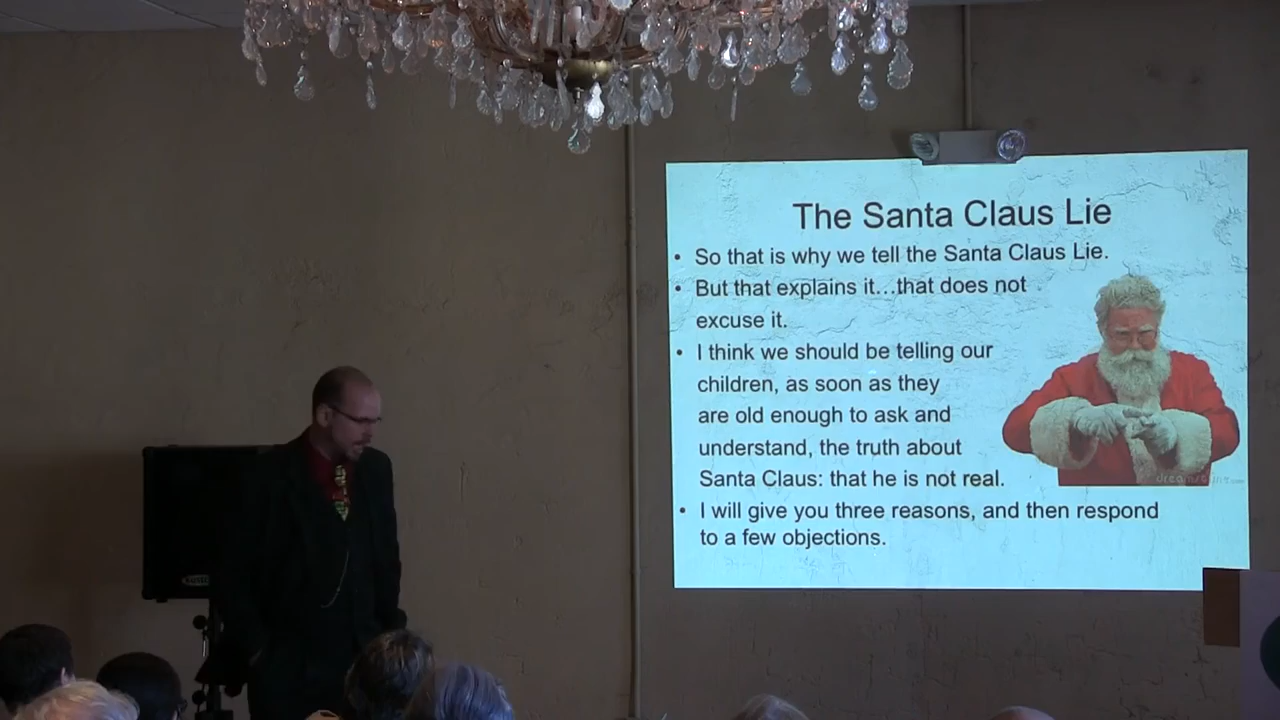 The Santa Claus Lie
• So that is why we tell the Santa Claus Lie.
• But that explains it…that does not
excuse it.
• I think we should be telling our
children, as soon as they
are old enough to ask and
understand, the truth about
Santa Claus: that he is not real.
• I will give you three reasons, and then respond
to a few objections.